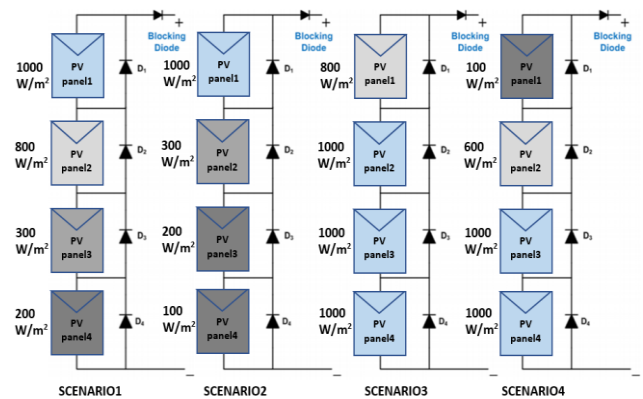 +
Blocking
Diode
1000
W/m²
PV
panel1
D₁
800
W/m²
PV
panel2
D₂
300
W/m²
PV
panel3
D₃
200
W/m²
PV
panel4
D₄
−
SCENARIO1
+
Blocking
Diode
1000
W/m²
PV
panel1
D₁
300
W/m²
PV
panel2
D₂
200
W/m²
PV
panel3
D₃
100
W/m²
PV
panel4
D₄
−
SCENARIO2
+
Blocking
Diode
800
W/m²
PV
panel1
D₁
1000
W/m²
PV
panel2
D₂
1000
W/m²
PV
panel3
D₃
1000
W/m²
PV
panel4
D₄
−
SCENARIO3
+
Blocking
Diode
100
W/m²
PV
panel1
D₁
600
W/m²
PV
panel2
D₂
1000
W/m²
PV
panel3
D₃
1000
W/m²
PV
panel4
D₄
−
SCENARIO4